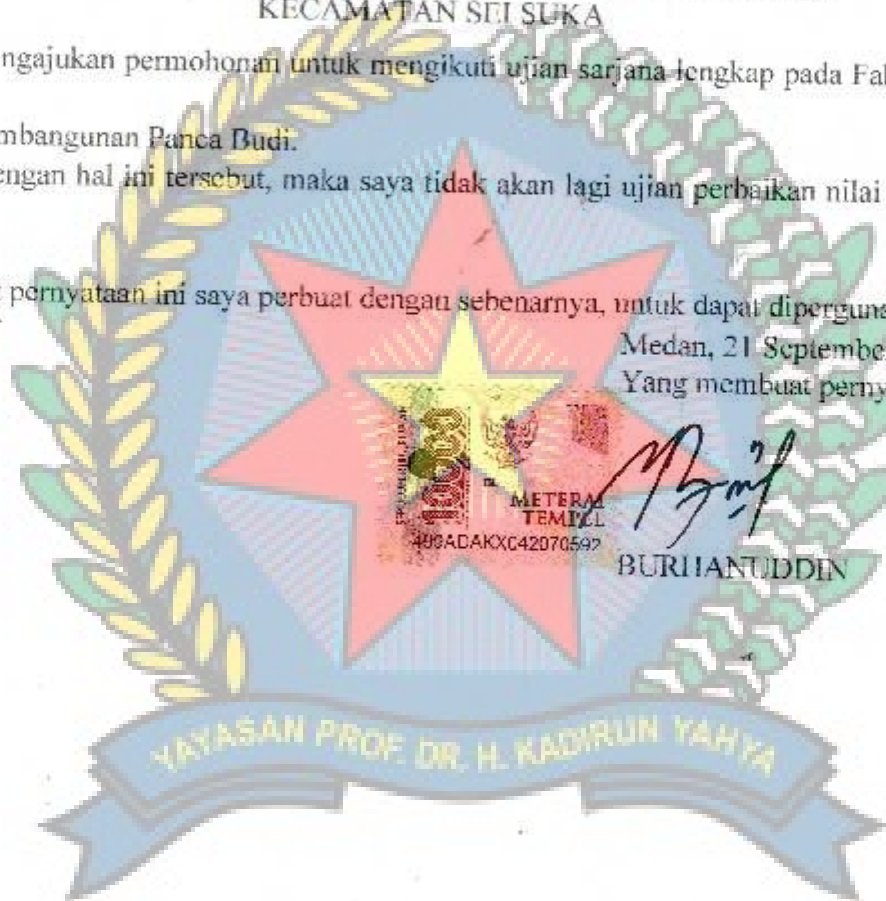 KECAMATAN SEI SUKA
ngajukan permohonan untuk mengikuti ujian sarjana lengkap pada Fal
mbangunan Panca Budi.
engan hal ini tersebut, maka saya tidak akan lagi ujian perbaikan nilai
pernyataan ini saya perbuat dengan sebenarnya, untuk dapat diperguna
Medan, 21 Septembe
Yang membuat perny
10000
METERAI
TEMPEL
BURHANUDDIN
YAYASAN PROF. DR. H. KADIRUN YAHYA